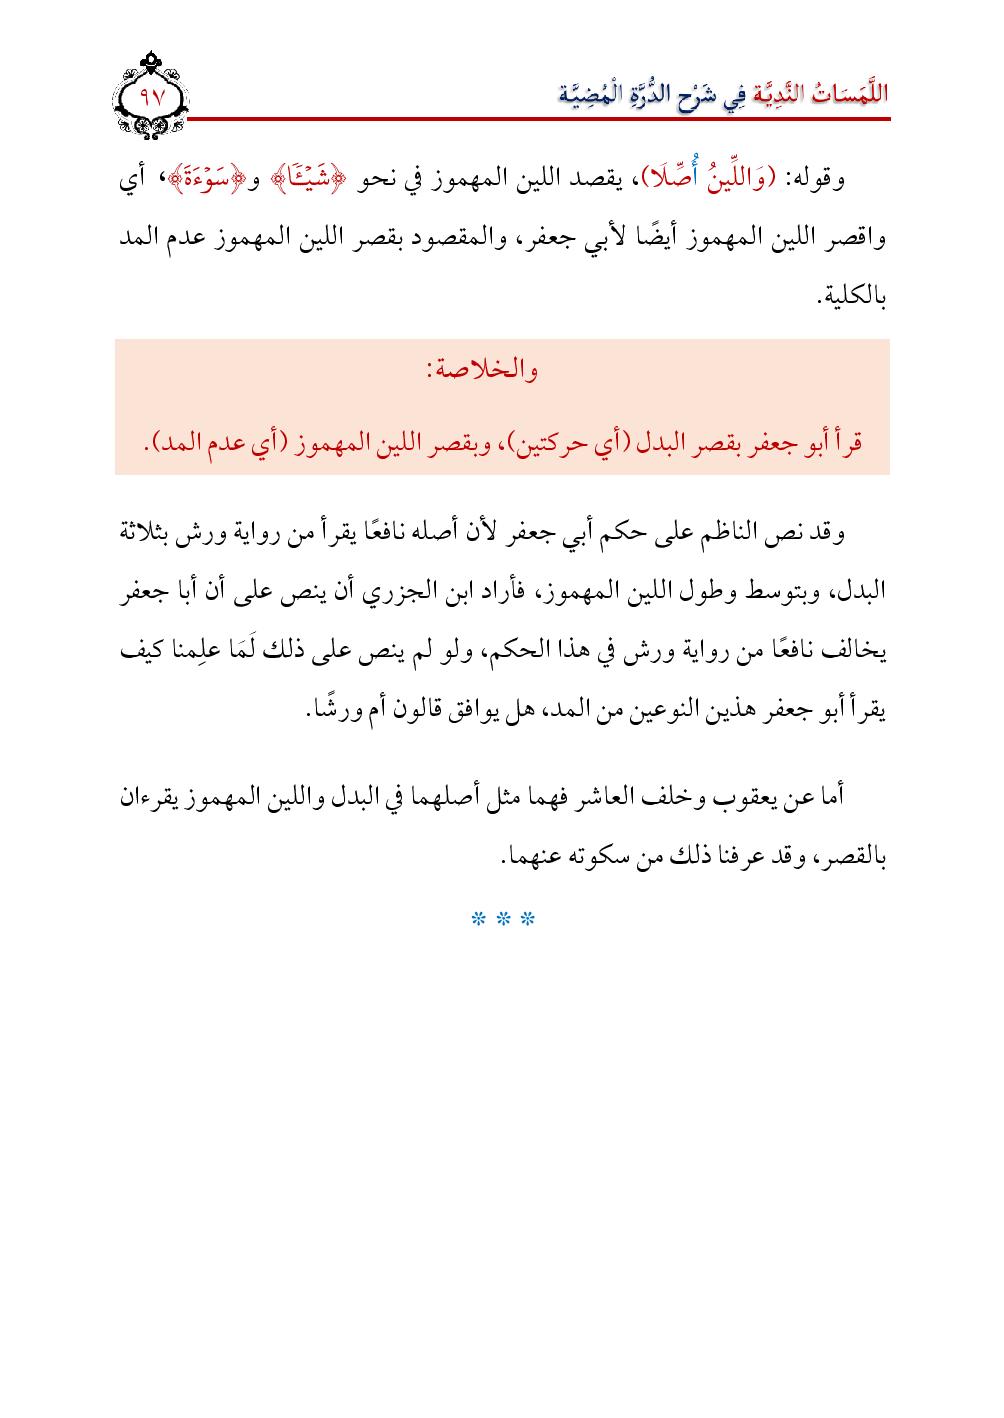 اللَّمَسَاتُ النَّدِيَّة فِي شَرْح الدُّرَّةِ الْمُضِيَّة
٩٧
وقوله: (وَاللِّينُ أُصِّلَا)، يقصد اللين المهموز في نحو ﴿شَيْـًٔا﴾ و﴿سَوْءَةَ﴾، أي
واقصر اللين المهموز أيضًا لأبي جعفر، والمقصود بقصر اللين المهموز عدم المد
بالكلية.
والخلاصة:
قرأ أبو جعفر بقصر البدل (أي حركتين)، وبقصر اللين المهموز (أي عدم المد).
وقد نص الناظم على حكم أبي جعفر لأن أصله نافعًا يقرأ من رواية ورش بثلاثة
البدل، وبتوسط وطول اللين المهموز، فأراد ابن الجزري أن ينص على أن أبا جعفر
يخالف نافعًا من رواية ورش في هذا الحكم، ولو لم ينص على ذلك لَمَا علِمنا كيف
يقرأ أبو جعفر هذين النوعين من المد، هل يوافق قالون أم ورشًا.
أما عن يعقوب وخلف العاشر فهما مثل أصلهما في البدل واللين المهموز يقرءان
بالقصر، وقد عرفنا ذلك من سكوته عنهما.
* * *